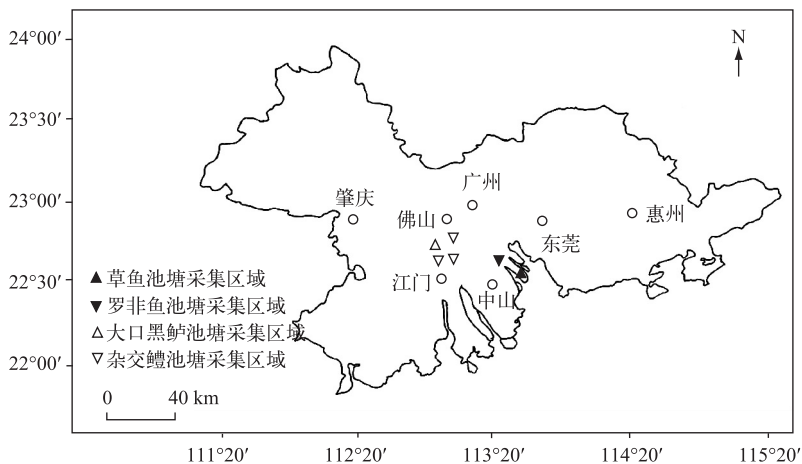 24°00′
N
23°30′
广州
23°00′
肇庆
佛山
惠州
东莞
22°30′
江门
中山
▲草鱼池塘采集区域
▼罗非鱼池塘采集区域
△大口黑鲈池塘采集区域
▽杂交鳢池塘采集区域
22°00′
0 40 km
111°20′ 112°20′ 113°20′ 114°20′ 115°20′